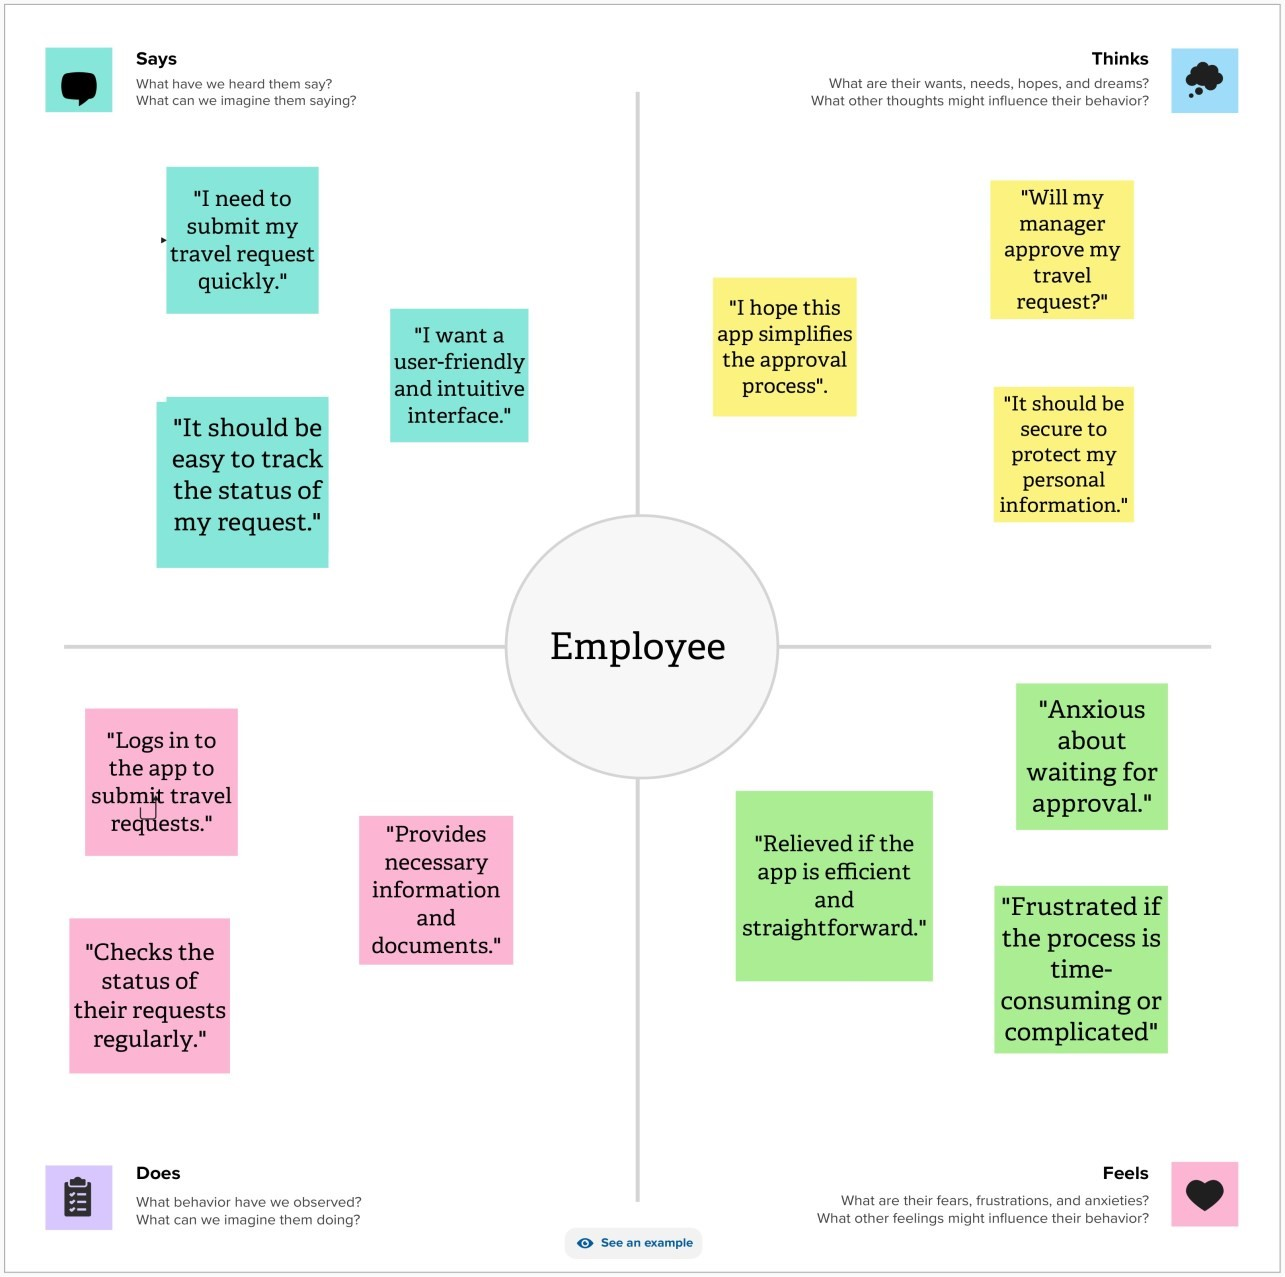 Says
What have we heard them say?
What can we imagine them saying?
Thinks
What are their wants, needs, hopes, and dreams?
What other thoughts might influence their behavior?
"I need to
submit my
travel request
quickly."
"I want a
user-friendly
and intuitive
interface."
"It should be
easy to track
the status of
my request."
"Will my
manager
approve my
travel
request?"
"I hope this
app simplifies
the approval
process".
"It should be
secure to
protect my
personal
information."
Employee
"Logs in to
the app to
submit travel
requests."
"Provides
necessary
information
and
documents."
"Checks the
status of
their requests
regularly."
"Anxious
about
waiting for
approval."
"Relieved if the
app is efficient
and
straightforward."
"Frustrated if
the process is
time-
consuming or
complicated"
Does
What behavior have we observed?
What can we imagine them doing?
Feels
What are their fears, frustrations, and anxieties?
What other feelings might influence their behavior?
See an example